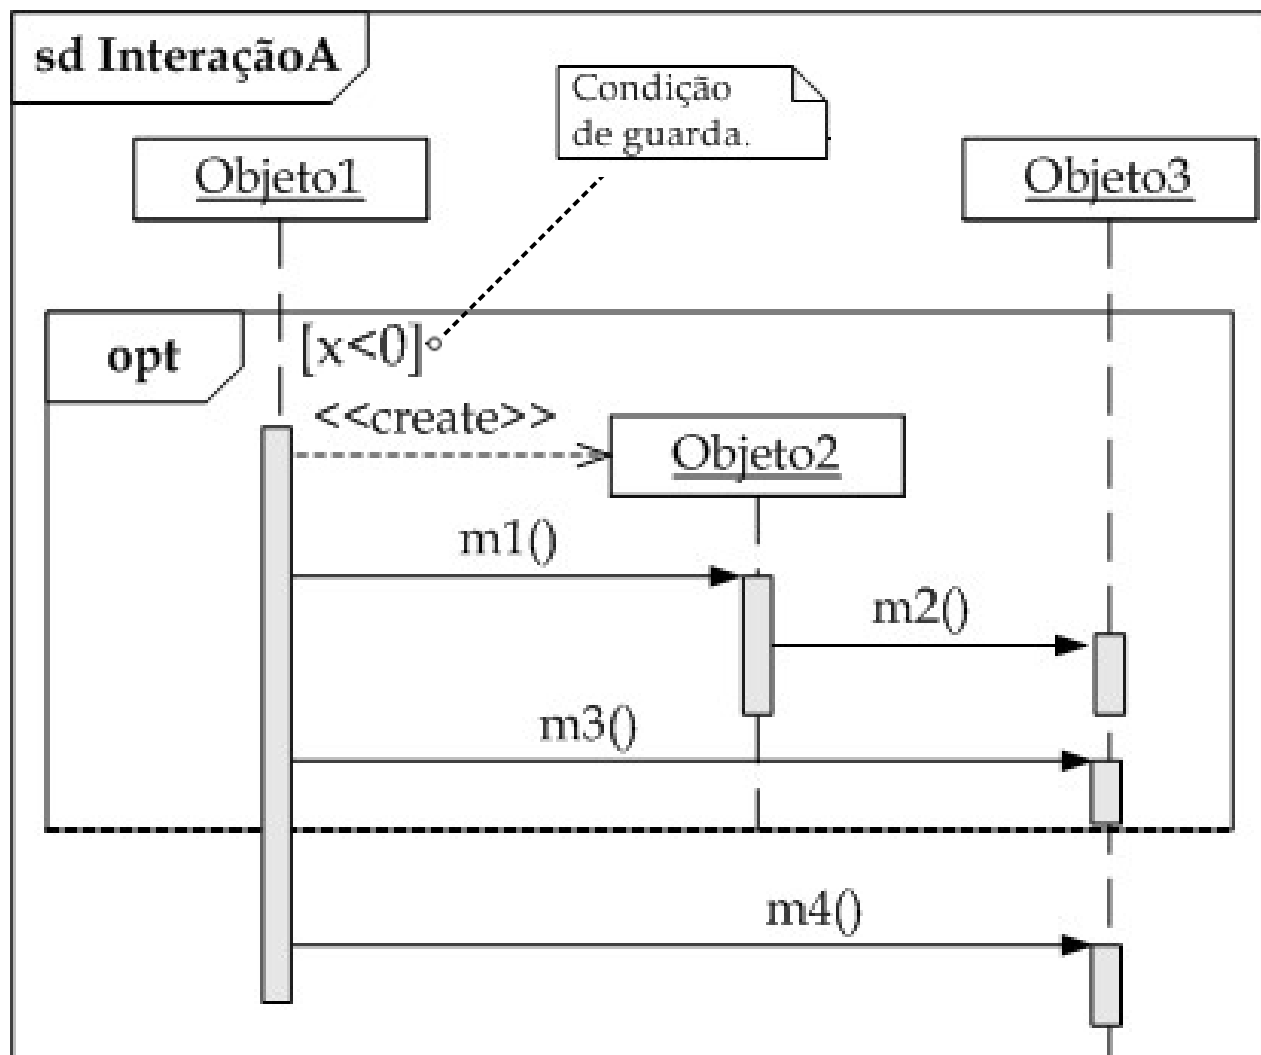 sd InteraçãoA
Condição
de guarda.
Objeto1
Objeto3
opt
[x<0]
<<create>>
Objeto2
m1()
m2()
m3()
m4()